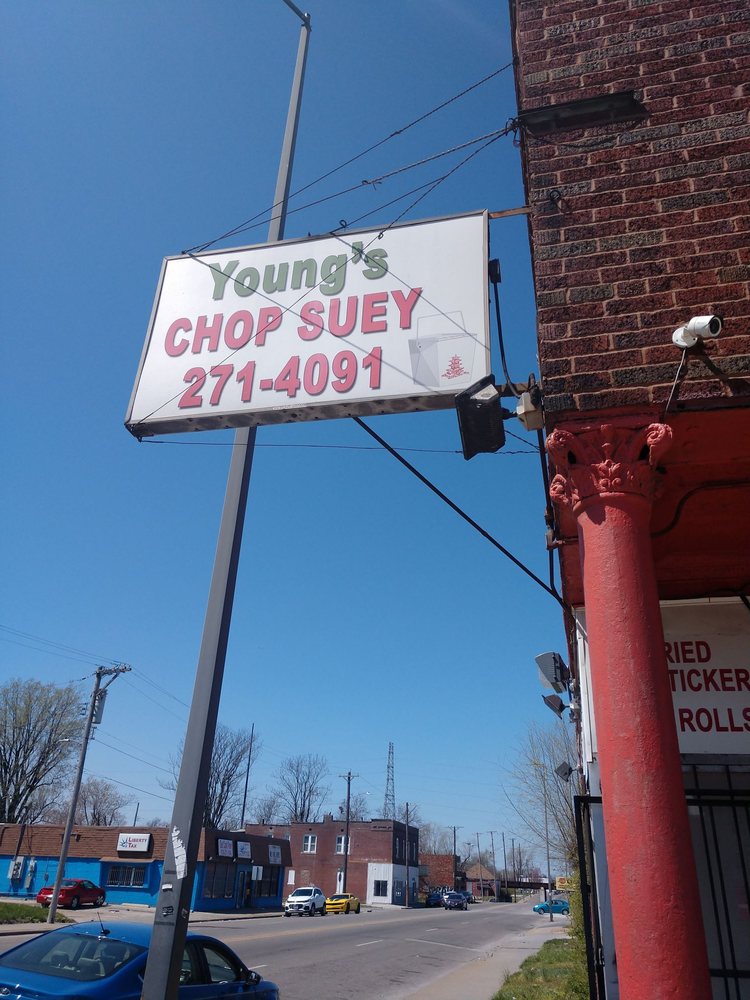 Young's
CHOP SUEY
271-4091
RIED
TICKER
ROLLS
LIBERTY
TAX